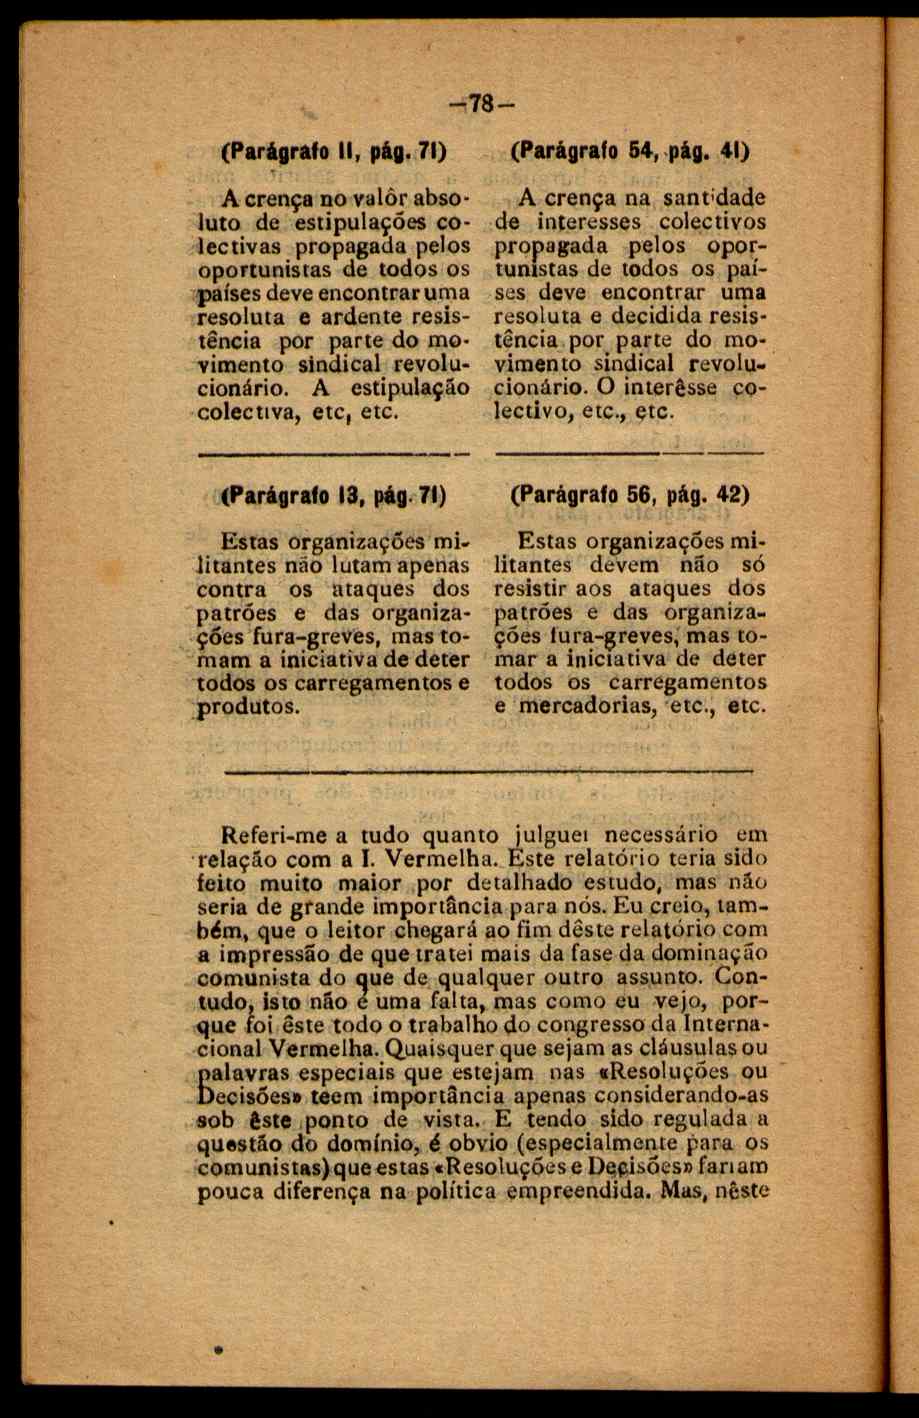 —78—
(Parágrafo 11, pág. 71)
A crença no valôr abso-
luto de estipulações co-
lectivas propagada pelos
oportunistas de todos os
países deve encontrar uma
resoluta e ardente resis-
tência por parte do mo-
vimento sindical revolu-
cionário. A estipulação
colectiva, etc, etc.
(Parágrafo 54, pág. 41)
A crença na santidade
de interesses colectivos
propagada pelos opor-
tunistas de todos os paí-
ses deve encontrar uma
resoluta e decidida resis-
tência por parte do mo-
vimento sindical revolu-
cionário. O interêsse co-
lectivo, etc., etc.
(Parágrafo 13, pág. 71)
Estas organizações mi-
litantes não lutam apenas
contra os ataques dos
patrões e das organiza-
ções fura-greves, mas to-
mam a iniciativa de deter
todos os carregamentos e
produtos.
(Parágrafo 56, pág. 42)
Estas organizações mi-
litantes devem não só
resistir aos ataques dos
patrões e das organiza-
ções fura-greves, mas to-
mar a iniciativa de deter
todos os carregamentos
e mercadorias, etc., etc.
Referi-me a tudo quanto julguei necessário em
relação com a I. Vermelha. Este relatório teria sido
feito muito maior por detalhado estudo, mas não
seria de grande importância para nós. Eu creio, tam-
bém, que o leitor chegará ao fim dêste relatório com
a impressão de que tratei mais da fase da dominação
comunista do que de qualquer outro assunto. Con-
tudo, isto não é uma falta, mas como eu vejo, por-
que foi êste todo o trabalho do congresso da Interna-
cional Vermelha. Quaisquer que sejam as cláusulas ou
palavras especiais que estejam nas «Resoluções ou
Decisões» teem importância apenas considerando-as
sob êste ponto de vista. E tendo sido regulada a
questão do domínio, é obvio (especialmente para os
comunistas) que estas «Resoluções e Decisões» fariam
pouca diferença na política empreendida. Mas, nêste